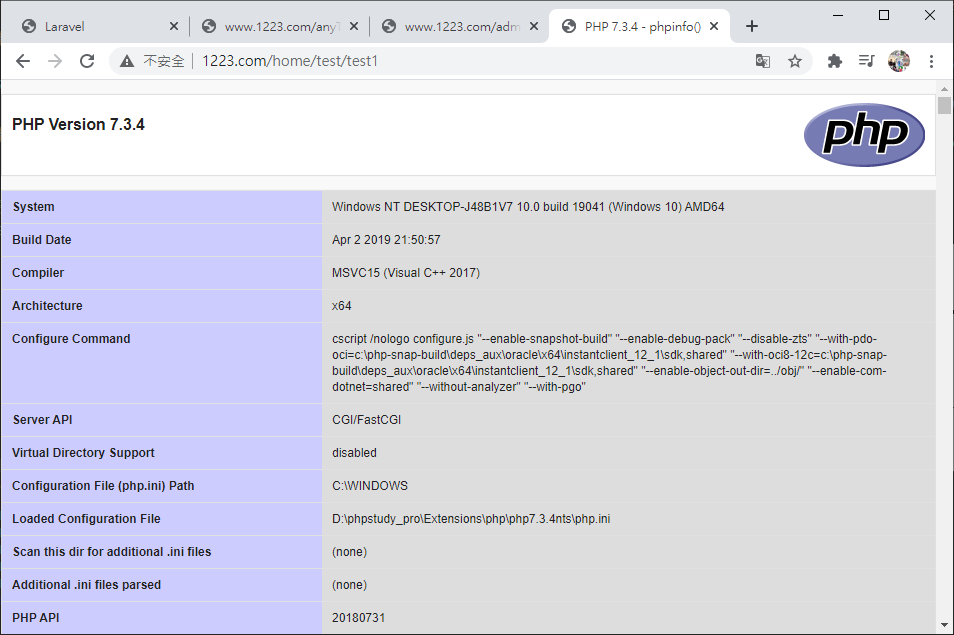 Laravel
www.1223.com/any
www.1223.com/adm
PHP 7.3.4 - phpinfo()
不安全
1223.com/home/test/test1
PHP Version 7.3.4
php
System Windows NT DESKTOP-J48B1V7 10.0 build 19041 (Windows 10) AMD64
Build Date Apr 2 2019 21:50:57
Compiler MSVC15 (Visual C++ 2017)
Architecture x64
Configure Command cscript /nologo configure.js "--enable-snapshot-build" "--enable-debug-pack" "--disable-zts" "--with-pdo-
oci=c:\php-snap-build\deps_aux\oracle\x64\instantclient_12_1\sdk,shared" "--with-oci8-12c=c:\php-snap-
build\deps_aux\oracle\x64\instantclient_12_1\sdk,shared" "--enable-object-out-dir=../obj/" "--enable-com-
dotnet=shared" "--without-analyzer" "--with-pgo"
Server API CGI/FastCGI
Virtual Directory Support disabled
Configuration File (php.ini) Path C:\WINDOWS
Loaded Configuration File D:\phpstudy_pro\Extensions\php\php7.3.4nts\php.ini
Scan this dir for additional .ini files (none)
Additional .ini files parsed (none)
PHP API 20180731